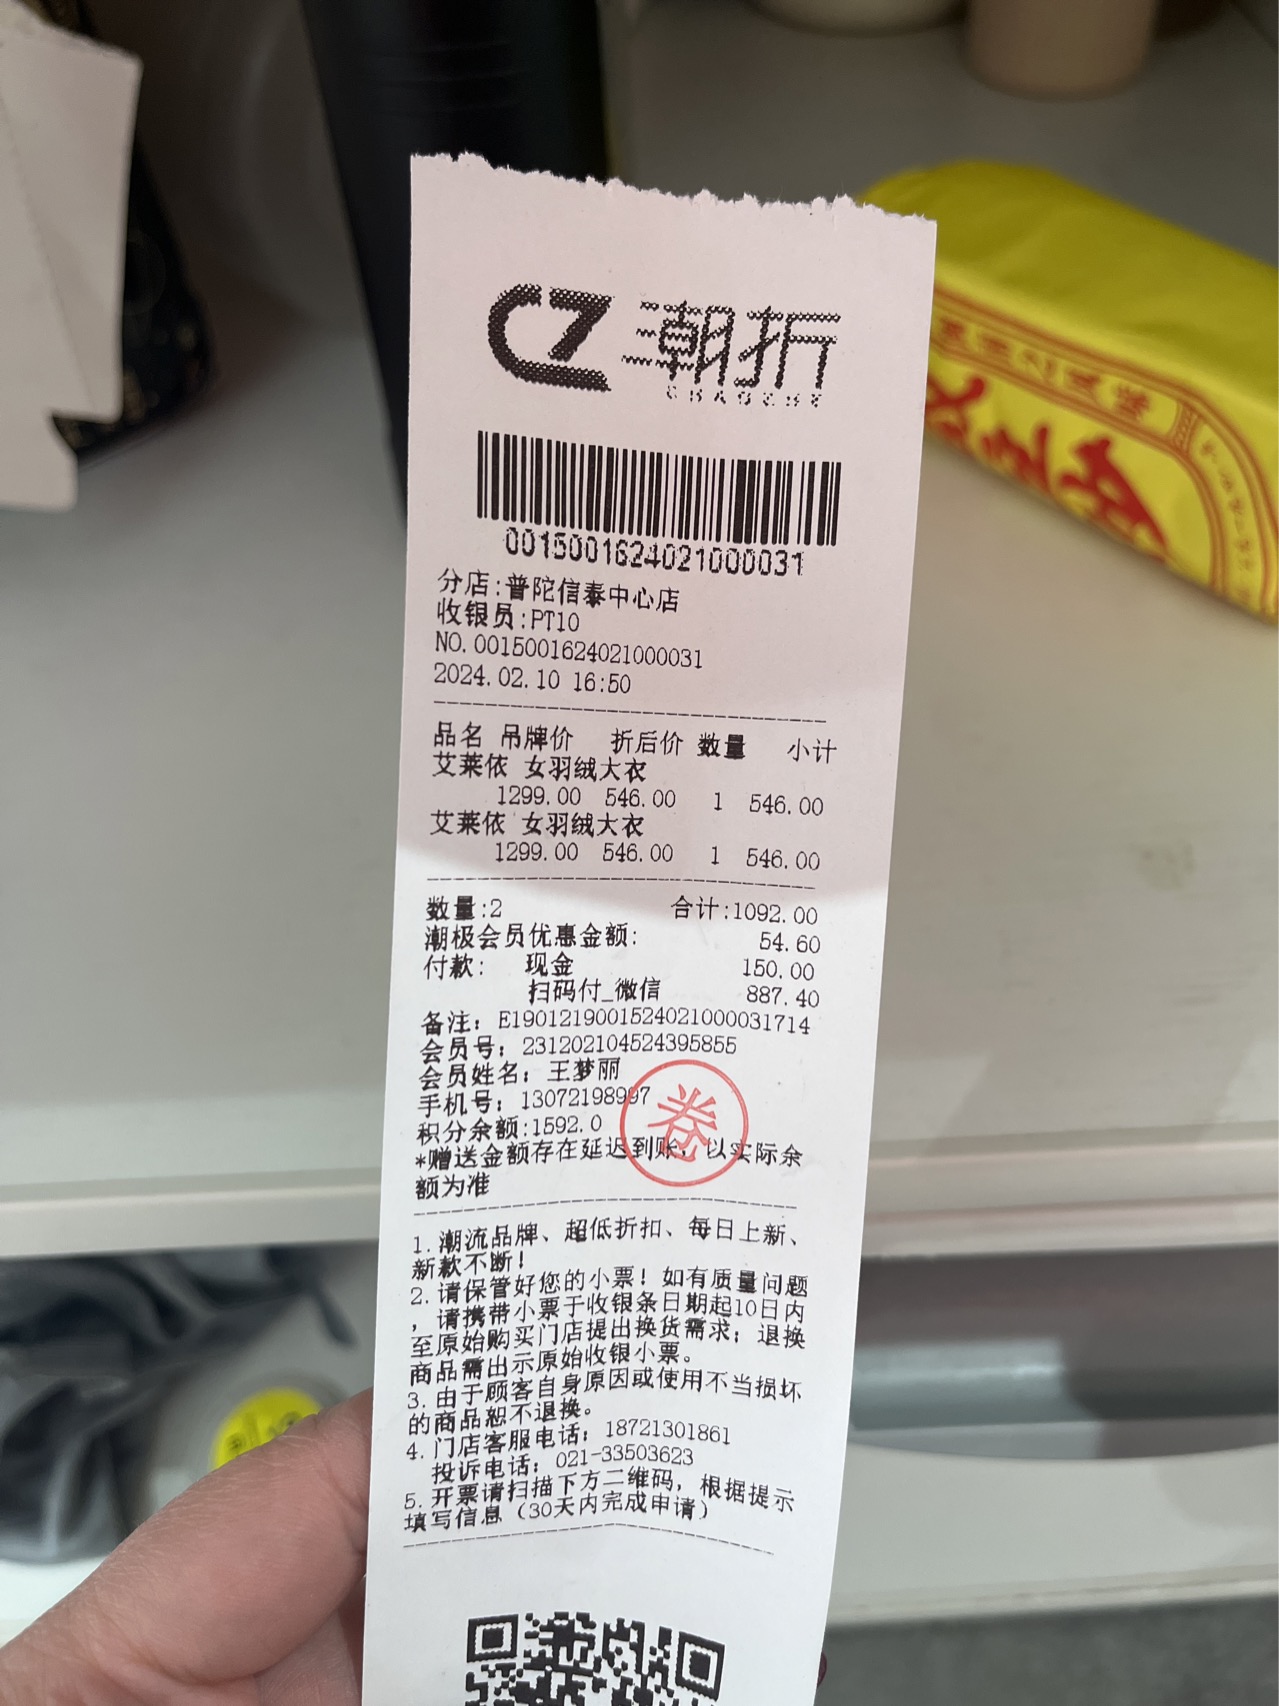 CZ 潮折
CHAOZHE
0015001624021000031
分店:普陀信泰中心店
收银员:PT10
NO.0015001624021000031
2024.02.10 16:50
品名 吊牌价 折后价 数量 小计
艾莱依 女羽绒大衣
1299.00 546.00 1 546.00
艾莱依 女羽绒大衣
1299.00 546.00 1 546.00
数量:2 合计:1092.00
潮极会员优惠金额: 54.60
付款: 现金 150.00
扫码付_微信 887.40
备注: E1901219001524021000031714
会员号: 231202104524395855
会员姓名: 王梦丽
手机号: 13072198997
积分余额:1592.0
*赠送金额存在延迟到账, 以实际余
额为准
卷
1. 潮流品牌、超低折扣、每日上新、
新款不断!
2. 请保管好您的小票! 如有质量问题
, 请携带小票于收银条日期起10日内
至原始购买门店提出换货需求; 退换
商品需出示原始收银小票。
3. 由于顾客自身原因或使用不当损坏
的商品恕不退换。
4. 门店客服电话: 18721301861
投诉电话: 021-33503623
5. 开票请扫描下方二维码, 根据提示
填写信息 (30天内完成申请)